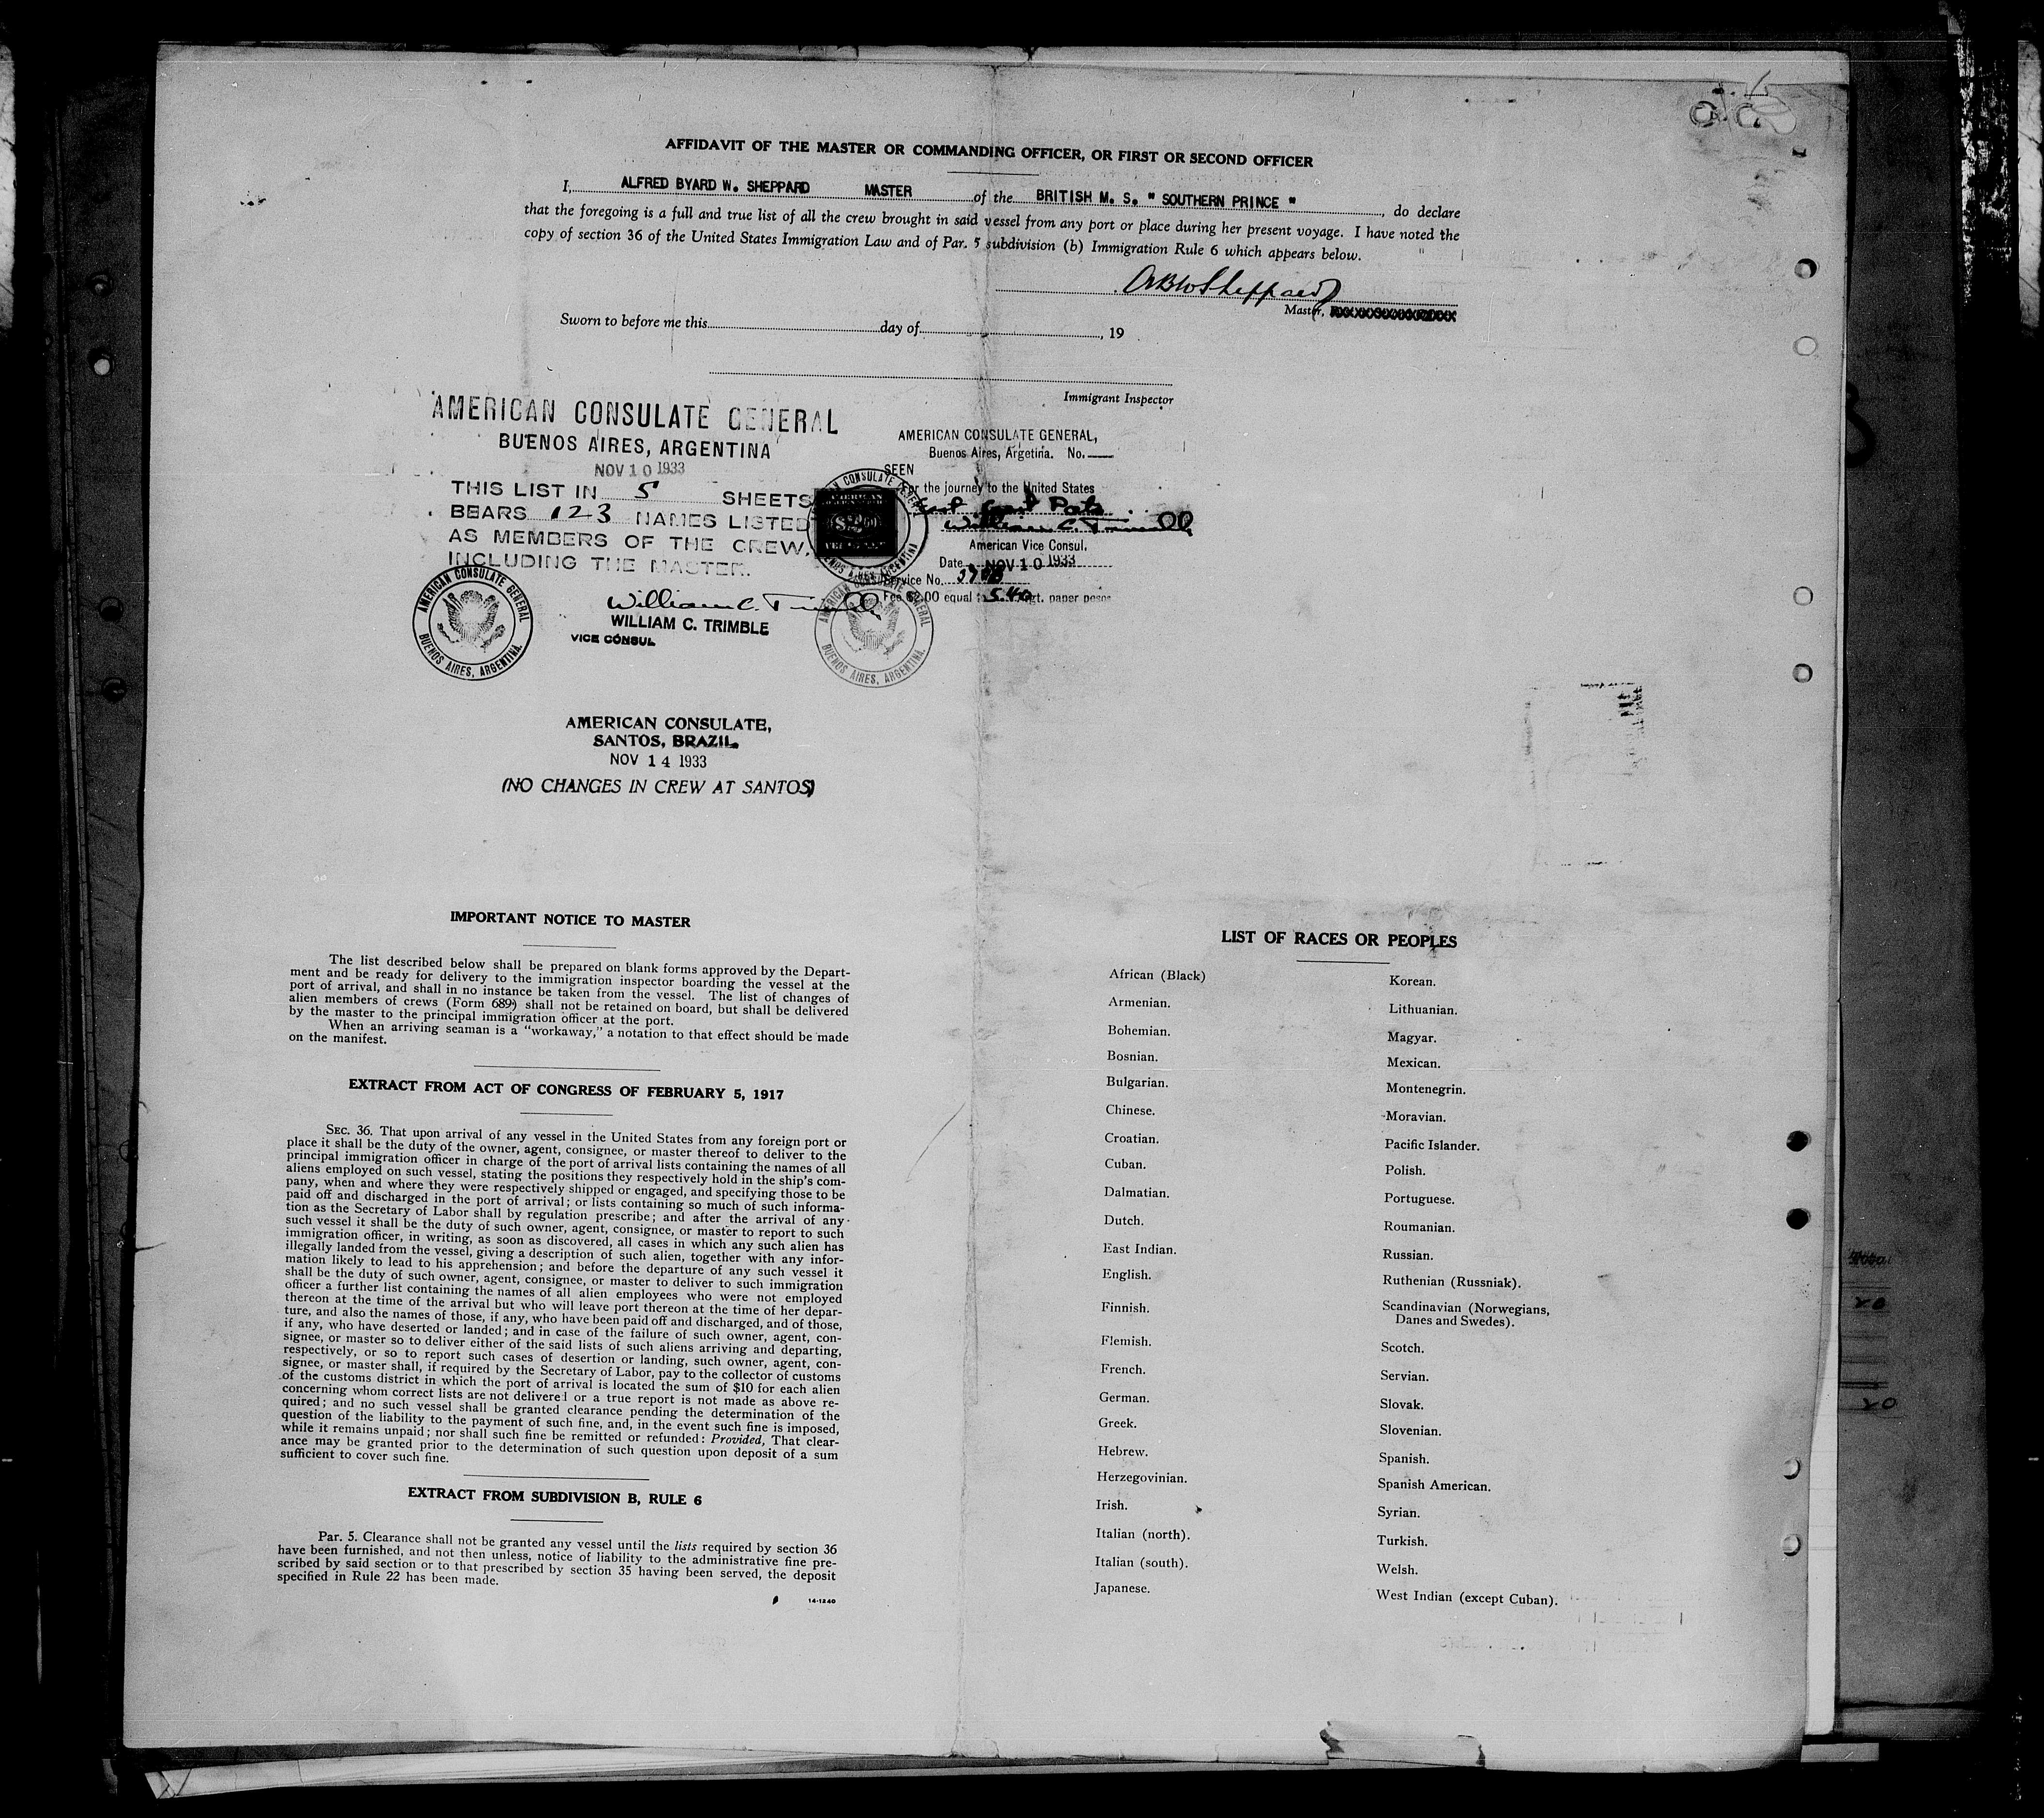 AFFIDAVIT OF THE MASTER OR COMMANDING OFFICER, OR FIRST OR SECOND OFFICER
I, ALFRED BYARD W. SHEPPARD MASTER of the BRITISH M. S. " SOUTHERN PRINCE ", do declare
that the foregoing is a full and true list of all the crew brought in said vessel from any port or place during her present voyage. I have noted the
copy of section 36 of the United States Immigration Law and of Par. 5 subdivision (b) Immigration Rule 6 which appears below.
ABW Sheppard
Master,
Sworn to before me this day of , 19
Immigrant Inspector
AMERICAN CONSULATE GENERAL
BUENOS AIRES, ARGENTINA
NOV 10 1933
THIS LIST IN 5 SHEETS
BEARS 123 NAMES LISTED
AS MEMBERS OF THE CREW,
INCLUDING THE MASTER.
William C. Trimble
WILLIAM C. TRIMBLE
VICE CONSUL
AMERICAN CONSULATE GENERAL
BUENOS AIRES, ARGENTINA.
AMERICAN CONSULATE GENERAL,
Buenos Aires, Argetina. No.
SEEN
For the journey to the United States
East Coast Ports
William C. Trimble
American Vice Consul.
Date NOV 10 1933
Service No.
Fee $2.00 equal to 5.40 Argt. paper pesos
AMERICAN CONSULATE GENERAL
BUENOS AIRES, ARGENTINA.
AMERICAN CONSULATE,
SANTOS, BRAZIL.
NOV 14 1933
(NO CHANGES IN CREW AT SANTOS)
IMPORTANT NOTICE TO MASTER
The list described below shall be prepared on blank forms approved by the Depart-
ment and be ready for delivery to the immigration inspector boarding the vessel at the
port of arrival, and shall in no instance be taken from the vessel. The list of changes of
alien members of crews (Form 689) shall not be retained on board, but shall be delivered
by the master to the principal immigration officer at the port.
When an arriving seaman is a "workaway," a notation to that effect should be made
on the manifest.
EXTRACT FROM ACT OF CONGRESS OF FEBRUARY 5, 1917
SEC. 36. That upon arrival of any vessel in the United States from any foreign port or
place it shall be the duty of the owner, agent, consignee, or master thereof to deliver to the
principal immigration officer in charge of the port of arrival lists containing the names of all
aliens employed on such vessel, stating the positions they respectively hold in the ship's com-
pany, when and where they were respectively shipped or engaged, and specifying those to be
paid off and discharged in the port of arrival; or lists containing so much of such informa-
tion as the Secretary of Labor shall by regulation prescribe; and after the arrival of any
such vessel it shall be the duty of such owner, agent, consignee, or master to report to such
immigration officer, in writing, as soon as discovered, all cases in which any such alien has
illegally landed from the vessel, giving a description of such alien, together with any infor-
mation likely to lead to his apprehension; and before the departure of any such vessel it
shall be the duty of such owner, agent, consignee, or master to deliver to such immigration
officer a further list containing the names of all alien employees who were not employed
thereon at the time of the arrival but who will leave port thereon at the time of her depar-
ture, and also the names of those, if any, who have been paid off and discharged, and of those,
if any, who have deserted or landed; and in case of the failure of such owner, agent, con-
signee, or master so to deliver either of the said lists of such aliens arriving and departing,
respectively, or so to report such cases of desertion or landing, such owner, agent, con-
signee, or master shall, if required by the Secretary of Labor, pay to the collector of customs
of the customs district in which the port of arrival is located the sum of $10 for each alien
concerning whom correct lists are not delivered or a true report is not made as above re-
quired; and no such vessel shall be granted clearance pending the determination of the
question of the liability to the payment of such fine, and, in the event such fine is imposed,
while it remains unpaid; nor shall such fine be remitted or refunded: Provided, That clear-
ance may be granted prior to the determination of such question upon deposit of a sum
sufficient to cover such fine.
EXTRACT FROM SUBDIVISION B, RULE 6
Par. 5. Clearance shall not be granted any vessel until the lists required by section 36
have been furnished, and not then unless, notice of liability to the administrative fine pre-
scribed by said section or to that prescribed by section 35 having been served, the deposit
specified in Rule 22 has been made.
14-1240
LIST OF RACES OR PEOPLES
African (Black)
Armenian.
Bohemian.
Bosnian.
Bulgarian.
Chinese.
Croatian.
Cuban.
Dalmatian.
Dutch.
East Indian.
English.
Finnish.
Flemish.
French.
German.
Greek.
Hebrew.
Herzegovinian.
Irish.
Italian (north).
Italian (south).
Japanese.
Korean.
Lithuanian.
Magyar.
Mexican.
Montenegrin.
Moravian.
Pacific Islander.
Polish.
Portuguese.
Roumanian.
Russian.
Ruthenian (Russniak).
Scandinavian (Norwegians,
Danes and Swedes).
Scotch.
Servian.
Slovak.
Slovenian.
Spanish.
Spanish American.
Syrian.
Turkish.
Welsh.
West Indian (except Cuban).